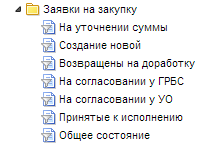 Заявки на закупку
На уточнении суммы
Создание новой
Возвращены на доработку
На согласовании у ГРБС
На согласовании у УО
Принятые к исполнению
Общее состояние